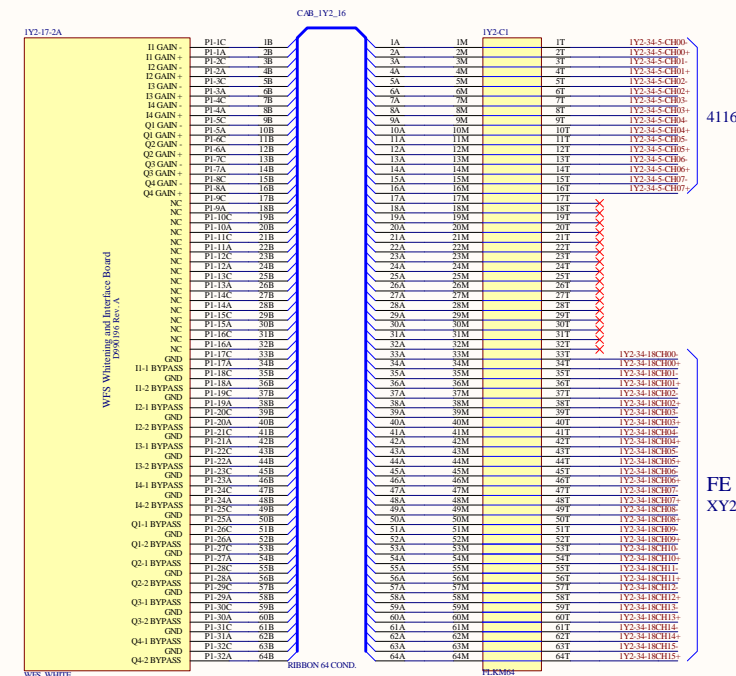 CAB_1Y2_16
1Y2-17-2A
1Y2-C1
I1 GAIN - P1-1C 1B 1A 1M 1T 1Y2-34-5-CH00-
I1 GAIN + P1-1A 2B 2A 2M 2T 1Y2-34-5-CH00+
I2 GAIN - P1-2C 3B 3A 3M 3T 1Y2-34-5-CH01-
I2 GAIN + P1-2A 4B 4A 4M 4T 1Y2-34-5-CH01+
I3 GAIN - P1-3C 5B 5A 5M 5T 1Y2-34-5-CH02-
I3 GAIN + P1-3A 6B 6A 6M 6T 1Y2-34-5-CH02+
I4 GAIN - P1-4C 7B 7A 7M 7T 1Y2-34-5-CH03-
I4 GAIN + P1-4A 8B 8A 8M 8T 1Y2-34-5-CH03+
Q1 GAIN - P1-5C 9B 9A 9M 9T 1Y2-34-5-CH04-
Q1 GAIN + P1-5A 10B 10A 10M 10T 1Y2-34-5-CH04+
Q2 GAIN - P1-6C 11B 11A 11M 11T 1Y2-34-5-CH05-
Q2 GAIN + P1-6A 12B 12A 12M 12T 1Y2-34-5-CH05+
Q3 GAIN - P1-7C 13B 13A 13M 13T 1Y2-34-5-CH06-
Q3 GAIN + P1-7A 14B 14A 14M 14T 1Y2-34-5-CH06+
Q4 GAIN - P1-8C 15B 15A 15M 15T 1Y2-34-5-CH07-
Q4 GAIN + P1-8A 16B 16A 16M 16T 1Y2-34-5-CH07+
4116
NC P1-9C 17B 17A 17M 17T
NC P1-9A 18B 18A 18M 18T
NC P1-10C 19B 19A 19M 19T
NC P1-10A 20B 20A 20M 20T
NC P1-11C 21B 21A 21M 21T
NC P1-11A 22B 22A 22M 22T
NC P1-12C 23B 23A 23M 23T
NC P1-12A 24B 24A 24M 24T
NC P1-13C 25B 25A 25M 25T
NC P1-13A 26B 26A 26M 26T
NC P1-14C 27B 27A 27M 27T
NC P1-14A 28B 28A 28M 28T
NC P1-15C 29B 29A 29M 29T
NC P1-15A 30B 30A 30M 30T
NC P1-16C 31B 31A 31M 31T
NC P1-16A 32B 32A 32M 32T
WFS Whitening and Interface Board
D990196 Rev. A
GND P1-17C 33B 33A 33M 33T 1Y2-34-18CH00-
I1-1 BYPASS P1-17A 34B 34A 34M 34T 1Y2-34-18CH00+
GND P1-18C 35B 35A 35M 35T 1Y2-34-18CH01-
I1-2 BYPASS P1-18A 36B 36A 36M 36T 1Y2-34-18CH01+
GND P1-19C 37B 37A 37M 37T 1Y2-34-18CH02-
I2-1 BYPASS P1-19A 38B 38A 38M 38T 1Y2-34-18CH02+
GND P1-20C 39B 39A 39M 39T 1Y2-34-18CH03-
I2-2 BYPASS P1-20A 40B 40A 40M 40T 1Y2-34-18CH03+
GND P1-21C 41B 41A 41M 41T 1Y2-34-18CH04-
I3-1 BYPASS P1-21A 42B 42A 42M 42T 1Y2-34-18CH04+
GND P1-22C 43B 43A 43M 43T 1Y2-34-18CH05-
I3-2 BYPASS P1-22A 44B 44A 44M 44T 1Y2-34-18CH05+
GND P1-23C 45B 45A 45M 45T 1Y2-34-18CH06-
I4-1 BYPASS P1-23A 46B 46A 46M 46T 1Y2-34-18CH06+
GND P1-24C 47B 47A 47M 47T 1Y2-34-18CH07-
I4-2 BYPASS P1-24A 48B 48A 48M 48T 1Y2-34-18CH07+
GND P1-25C 49B 49A 49M 49T 1Y2-34-18CH08-
Q1-1 BYPASS P1-25A 50B 50A 50M 50T 1Y2-34-18CH08+
GND P1-26C 51B 51A 51M 51T 1Y2-34-18CH09-
Q1-2 BYPASS P1-26A 52B 52A 52M 52T 1Y2-34-18CH09+
GND P1-27C 53B 53A 53M 53T 1Y2-34-18CH10-
Q2-1 BYPASS P1-27A 54B 54A 54M 54T 1Y2-34-18CH10+
GND P1-28C 55B 55A 55M 55T 1Y2-34-18CH11-
Q2-2 BYPASS P1-28A 56B 56A 56M 56T 1Y2-34-18CH11+
GND P1-29C 57B 57A 57M 57T 1Y2-34-18CH12-
Q3-1 BYPASS P1-29A 58B 58A 58M 58T 1Y2-34-18CH12+
GND P1-30C 59B 59A 59M 59T 1Y2-34-18CH13-
Q3-2 BYPASS P1-30A 60B 60A 60M 60T 1Y2-34-18CH13+
GND P1-31C 61B 61A 61M 61T 1Y2-34-18CH14-
Q4-1 BYPASS P1-31A 62B 62A 62M 62T 1Y2-34-18CH14+
GND P1-32C 63B 63A 63M 63T 1Y2-34-18CH15-
Q4-2 BYPASS P1-32A 64B 64A 64M 64T 1Y2-34-18CH15+
FE
XY2
RIBBON 64 COND.
WFS_WHITE
FLKM64